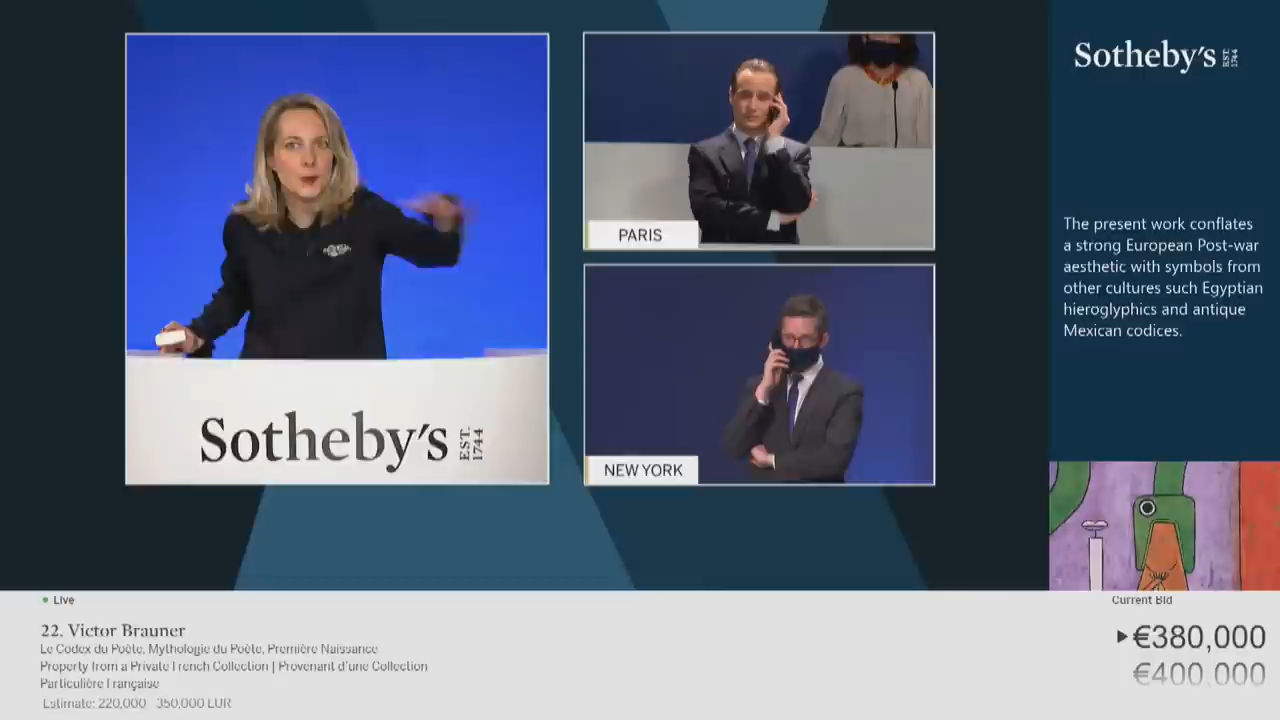 Sotheby's EST. 1744
PARIS
The present work conflates
a strong European Post-war
aesthetic with symbols from
other cultures such Egyptian
hieroglyphics and antique
Mexican codices.
Sotheby's EST. 1744
NEW YORK
Live
22. Victor Brauner
Le Codex du Poète, Mythologie du Poète, Première Naissance
Property from a Private French Collection | Provenant d'une Collection
Particulière Française
Estimate: 220,000 - 350,000 EUR
Current Bid
€380,000
€400,000